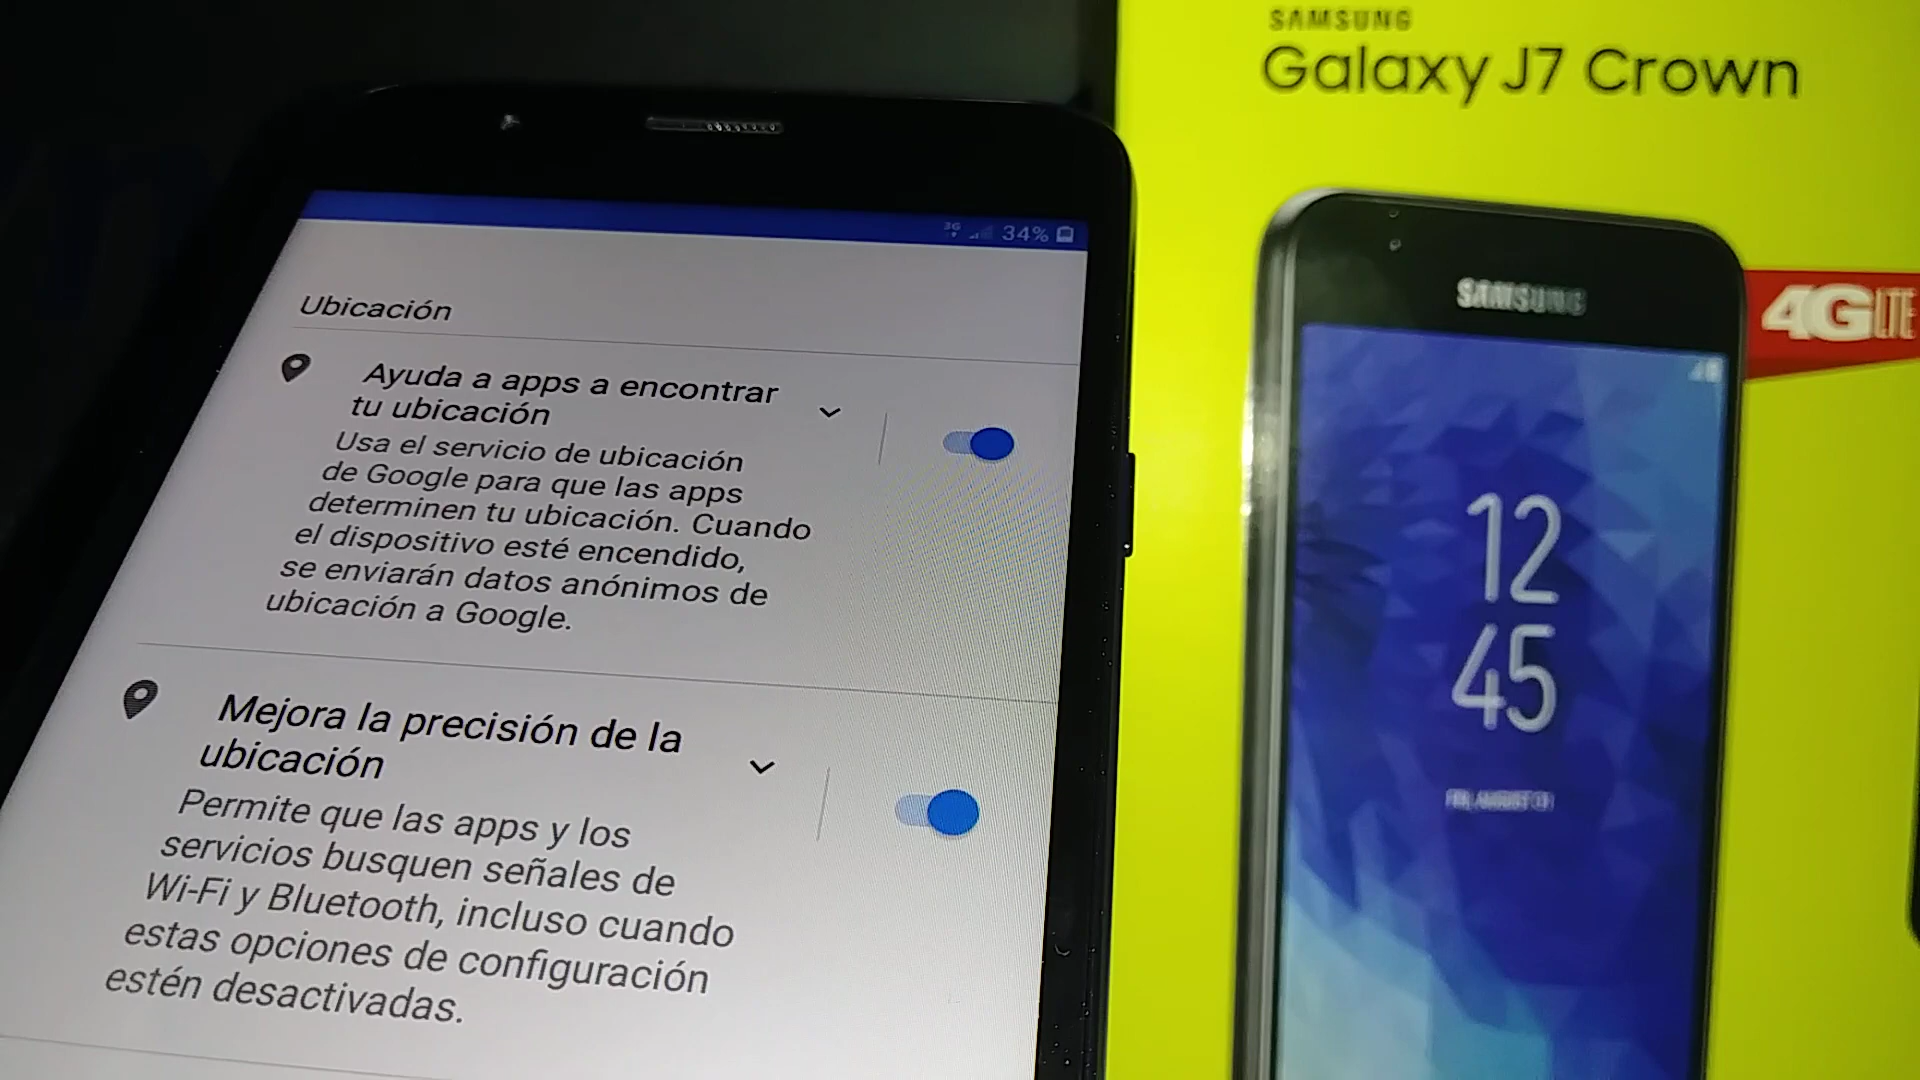 3G 34%
Ubicación
Ayuda a apps a encontrar
tu ubicación
Usa el servicio de ubicación
de Google para que las apps
determinen tu ubicación. Cuando
el dispositivo esté encendido,
se enviarán datos anónimos de
ubicación a Google.
Mejora la precisión de la
ubicación
Permite que las apps y los
servicios busquen señales de
Wi-Fi y Bluetooth, incluso cuando
estas opciones de configuración
estén desactivadas.
SAMSUNG
Galaxy J7 Crown
4G LTE
SAMSUNG
12
45
FRI, AUGUST